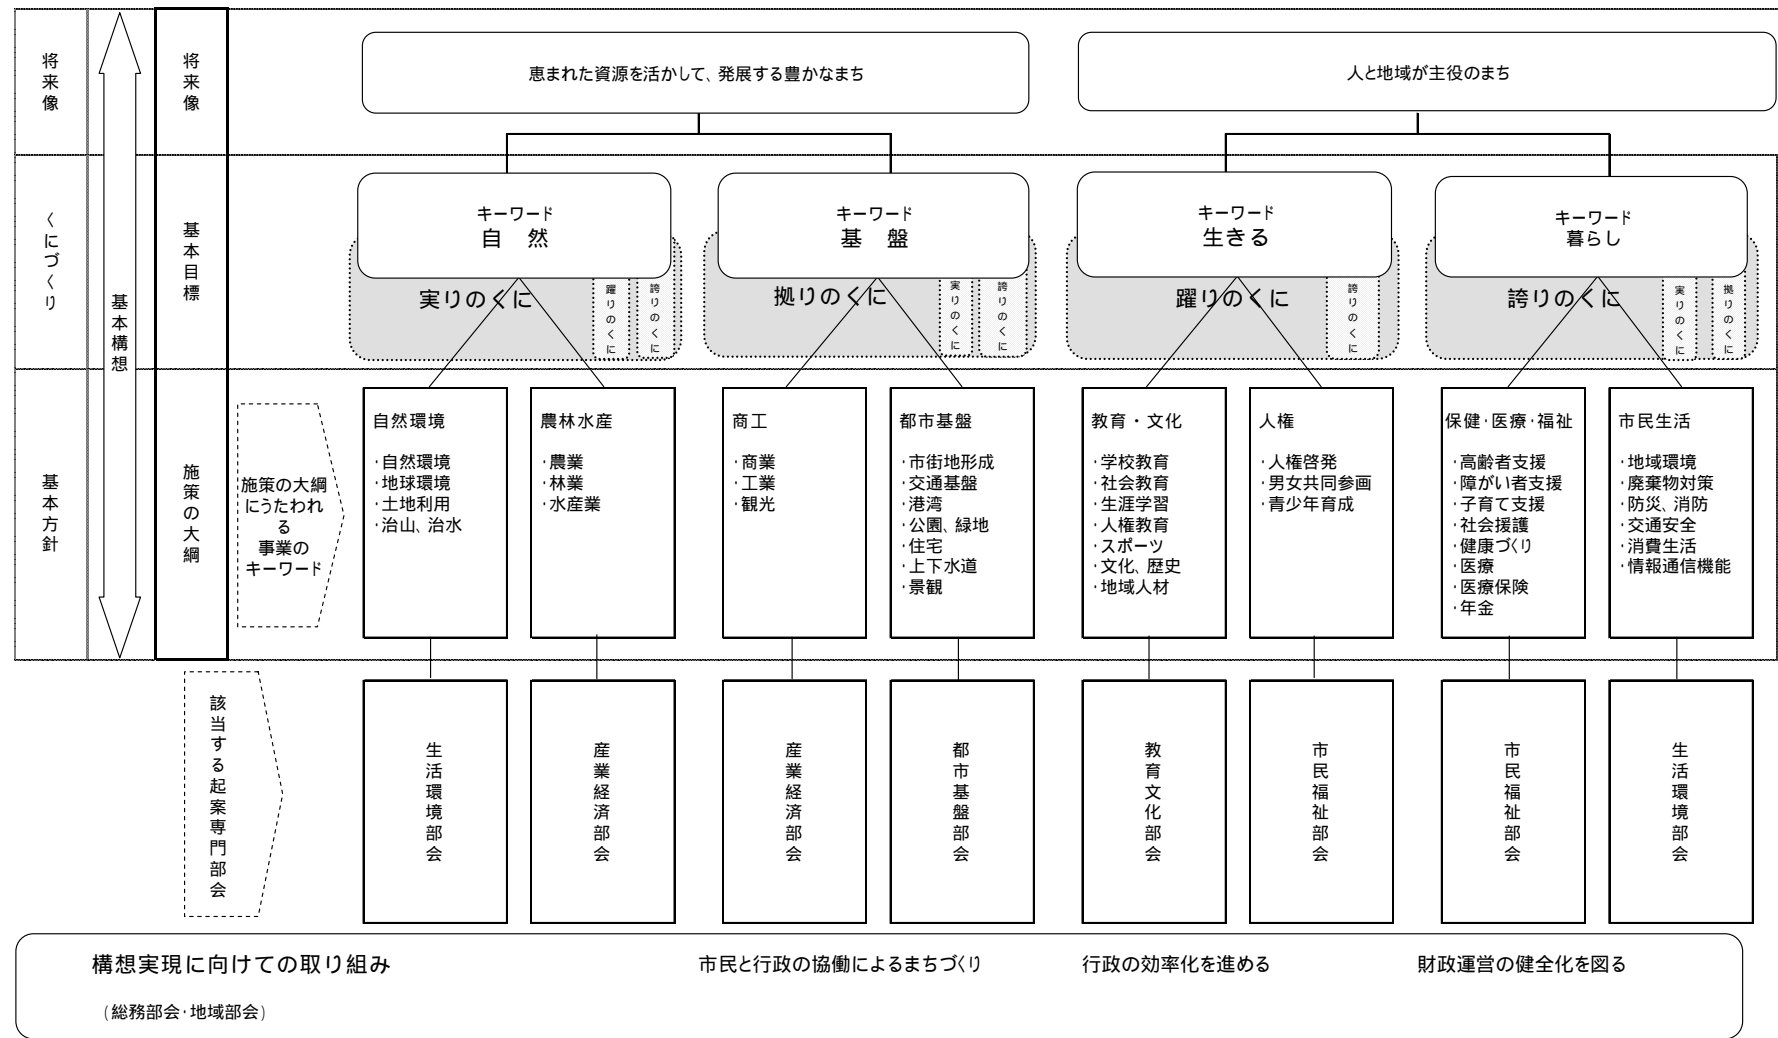 将来像
将来像
恵まれた資源を活かして、発展する豊かなまち
人と地域が主役のまち
くにづくり
基本構想
基本目標
キーワード
自　然
実りのくに
躍りのくに
誇りのくに
キーワード
基　盤
拠りのくに
実りのくに
誇りのくに
キーワード
生きる
躍りのくに
誇りのくに
キーワード
暮らし
誇りのくに
実りのくに
拠りのくに
基本方針
施策の大綱
施策の大綱
にうたわれ
る
事業の
キーワード
自然環境
・自然環境
・地球環境
・土地利用
・治山、治水
農林水産
・農業
・林業
・水産業
商工
・商業
・工業
・観光
都市基盤
・市街地形成
・交通基盤
・港湾
・公園、緑地
・住宅
・上下水道
・景観
教育・文化
・学校教育
・社会教育
・生涯学習
・人権教育
・スポーツ
・文化、歴史
・地域人材
人権
・人権啓発
・男女共同参画
・青少年育成
保健・医療・福祉
・高齢者支援
・障がい者支援
・子育て支援
・社会援護
・健康づくり
・医療
・医療保険
・年金
市民生活
・地域環境
・廃棄物対策
・防災、消防
・交通安全
・消費生活
・情報通信機能
該当する起案専門部会
生活環境部会
産業経済部会
産業経済部会
都市基盤部会
教育文化部会
市民福祉部会
市民福祉部会
生活環境部会
構想実現に向けての取り組み
市民と行政の協働によるまちづくり
行政の効率化を進める
財政運営の健全化を図る
（総務部会・地域部会）